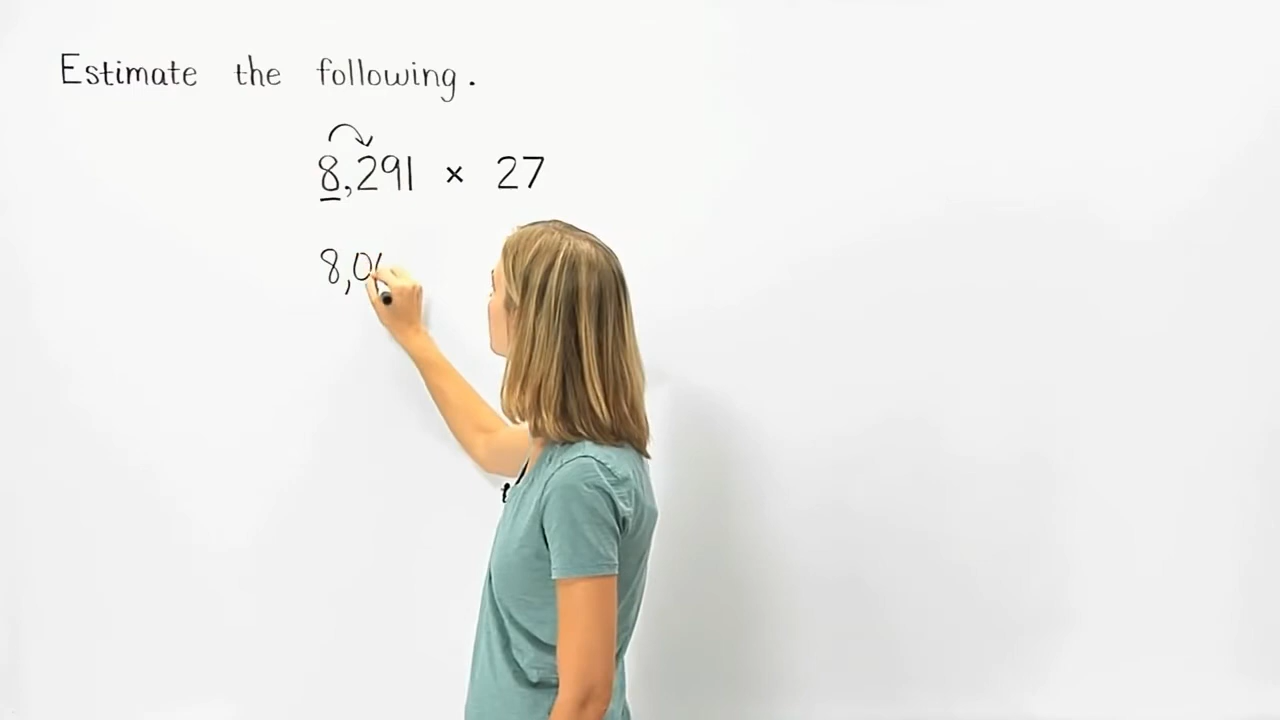 Estimate the following.
8,291 × 27
8,0